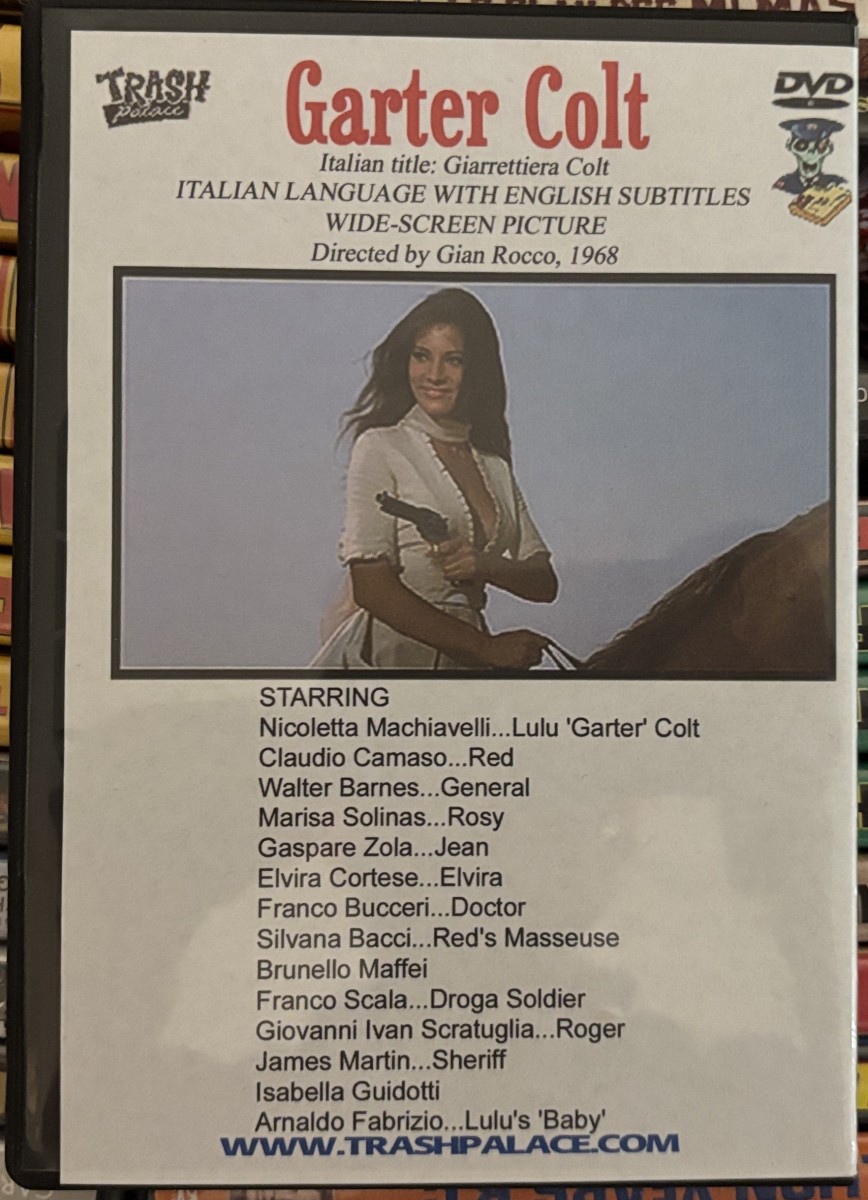 TRASH
palace
DVD
Garter Colt
Italian title: Giarrettiera Colt
ITALIAN LANGUAGE WITH ENGLISH SUBTITLES
WIDE-SCREEN PICTURE
Directed by Gian Rocco, 1968
STARRING
Nicoletta Machiavelli...Lulu 'Garter' Colt
Claudio Camaso...Red
Walter Barnes...General
Marisa Solinas...Rosy
Gaspare Zola...Jean
Elvira Cortese...Elvira
Franco Bucceri...Doctor
Silvana Bacci...Red's Masseuse
Brunello Maffei
Franco Scala...Droga Soldier
Giovanni Ivan Scratuglia...Roger
James Martin...Sheriff
Isabella Guidotti
Arnaldo Fabrizio...Lulu's 'Baby'
WWW.TRASHPALACE.COM